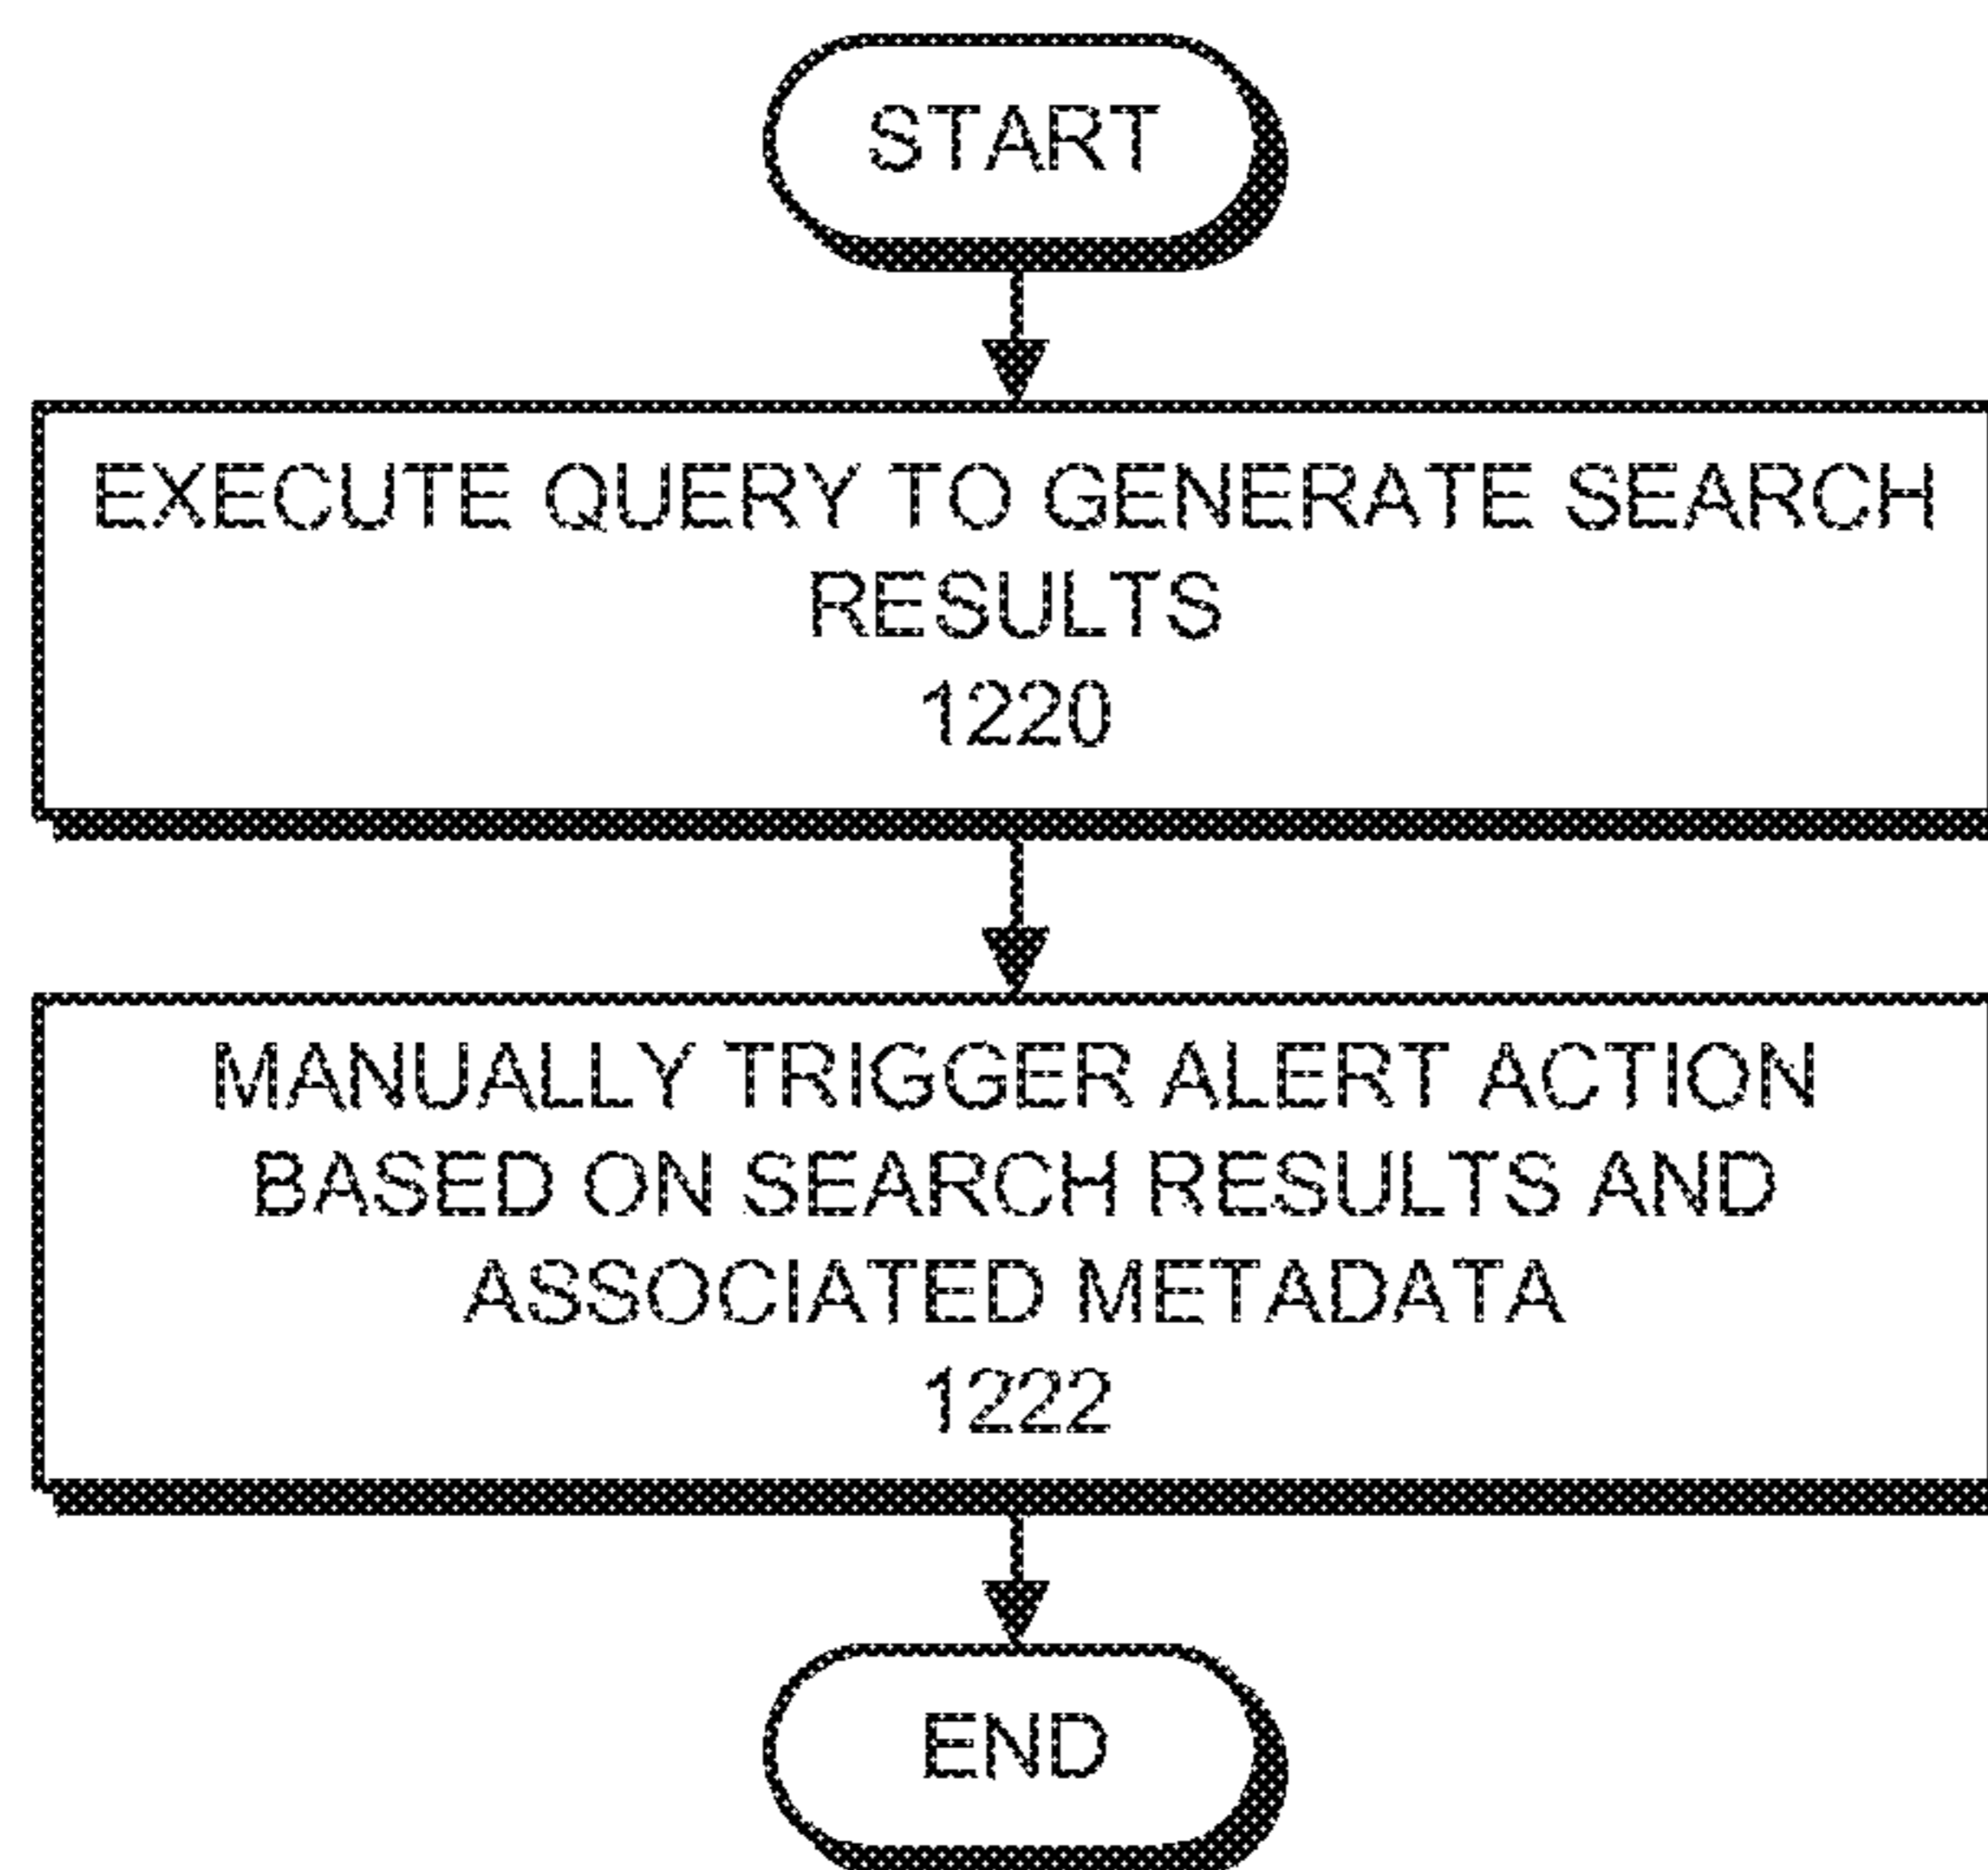 START
EXECUTE QUERY TO GENERATE SEARCH
RESULTS
1220
MANUALLY TRIGGER ALERT ACTION
BASED ON SEARCH RESULTS AND
ASSOCIATED METADATA
1222
END